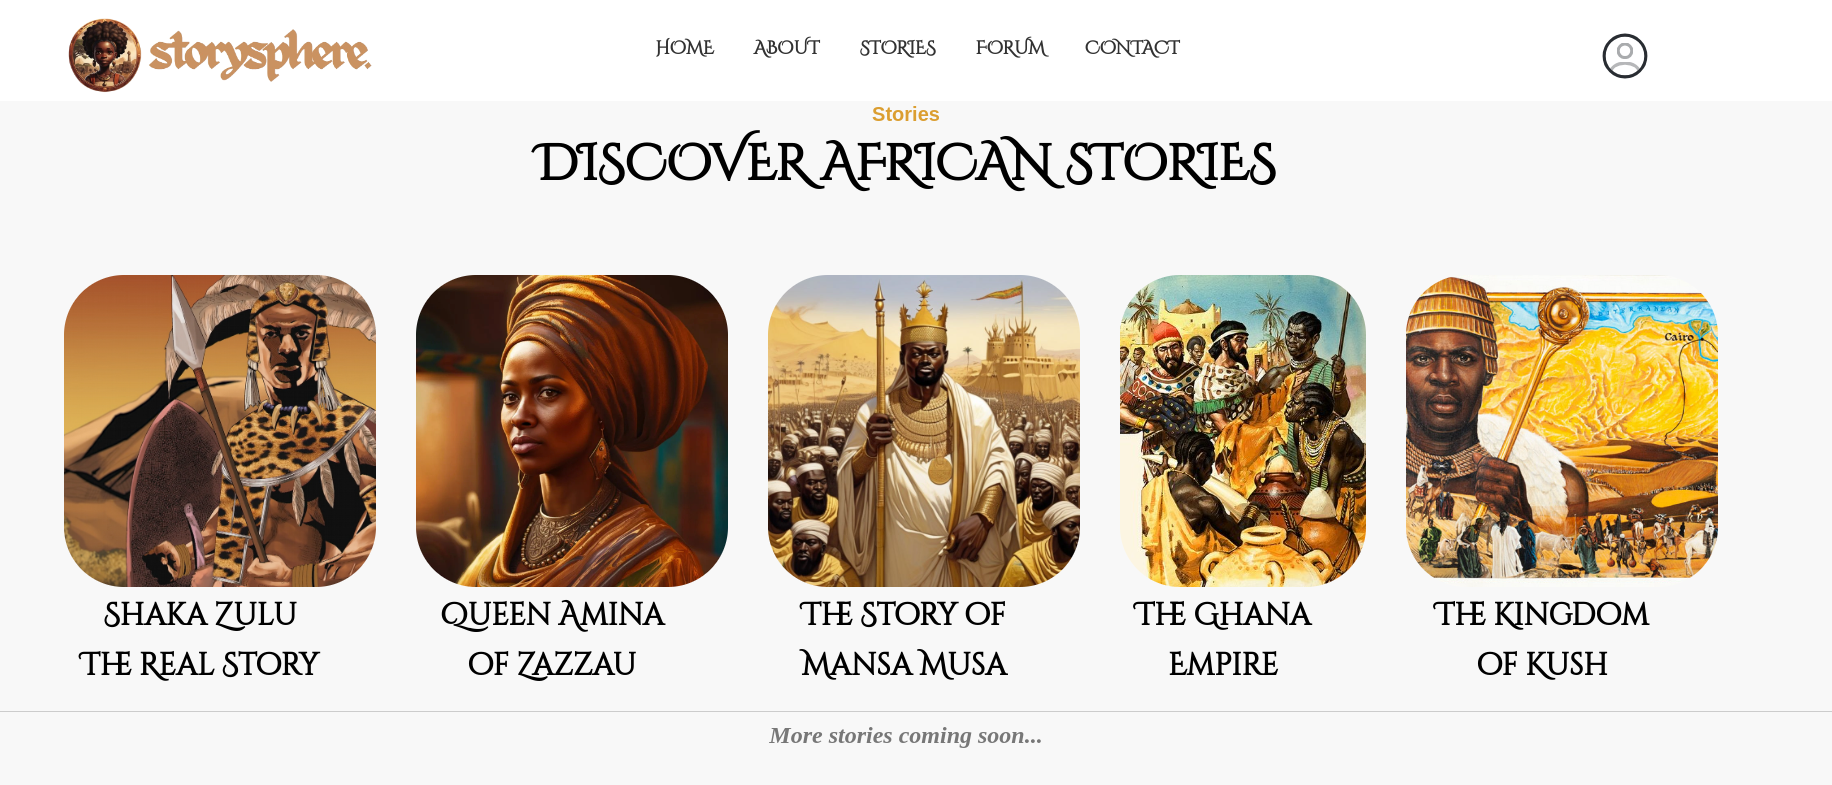 storysphere.
HOME ABOUT STORIES FORUM CONTACT
Stories
DISCOVER AFRICAN STORIES
Cairo
SHAKA ZULU
THE REAL STORY
QUEEN AMINA
OF ZAZZAU
THE STORY OF
MANSA MUSA
THE GHANA
EMPIRE
THE KINGDOM
OF KUSH
More stories coming soon...